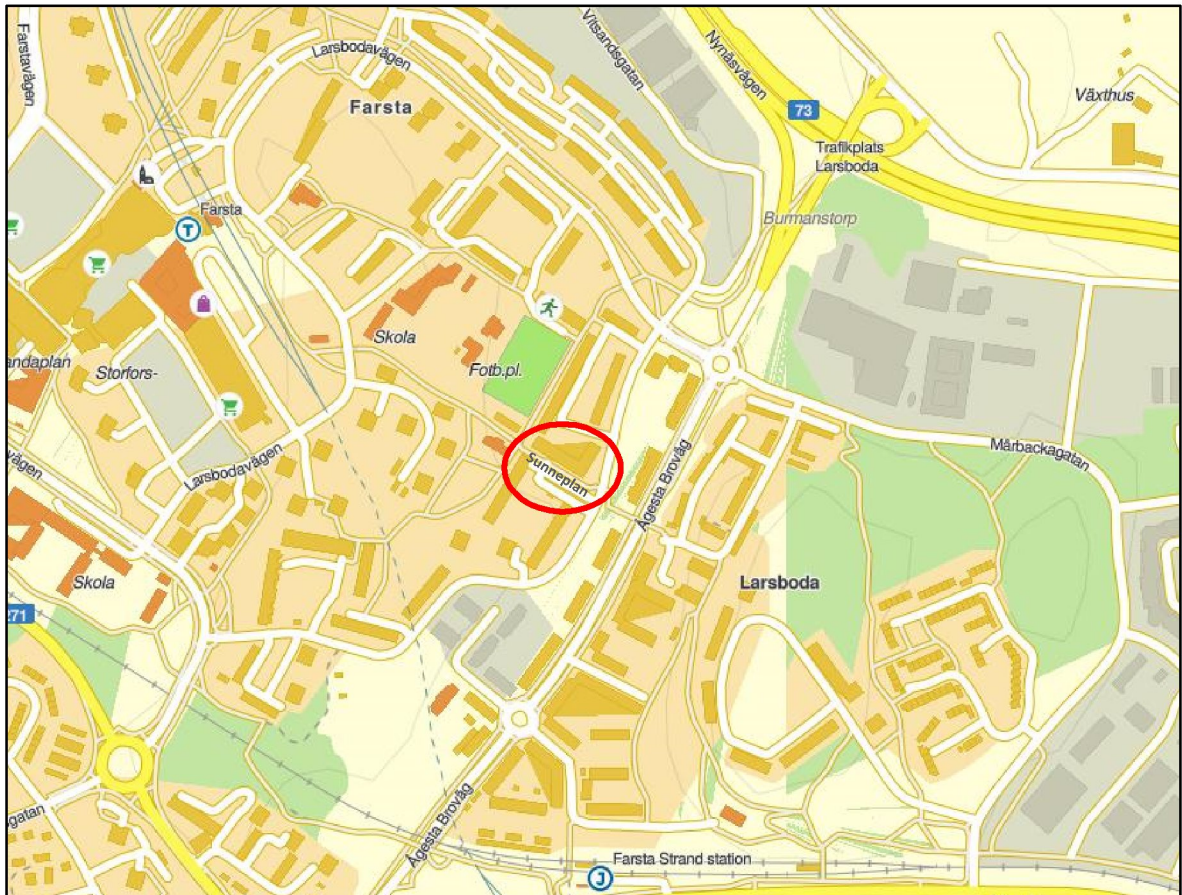 Farstavägen
Larsbodavägen
Farsta
Vitsandsgatan
Nynäsvägen
73
Trafikplats
Larsboda
Växthus
Burmanstorp
T
Farsta
Skola
Fotb.pl.
andaplan
Storfors-
Larsbodavägen
vägen
Sunneplan
Ågesta Broväg
Mårbackagatan
Skola
Larsboda
271
gatan
Ågesta Broväg
Farsta Strand station
J